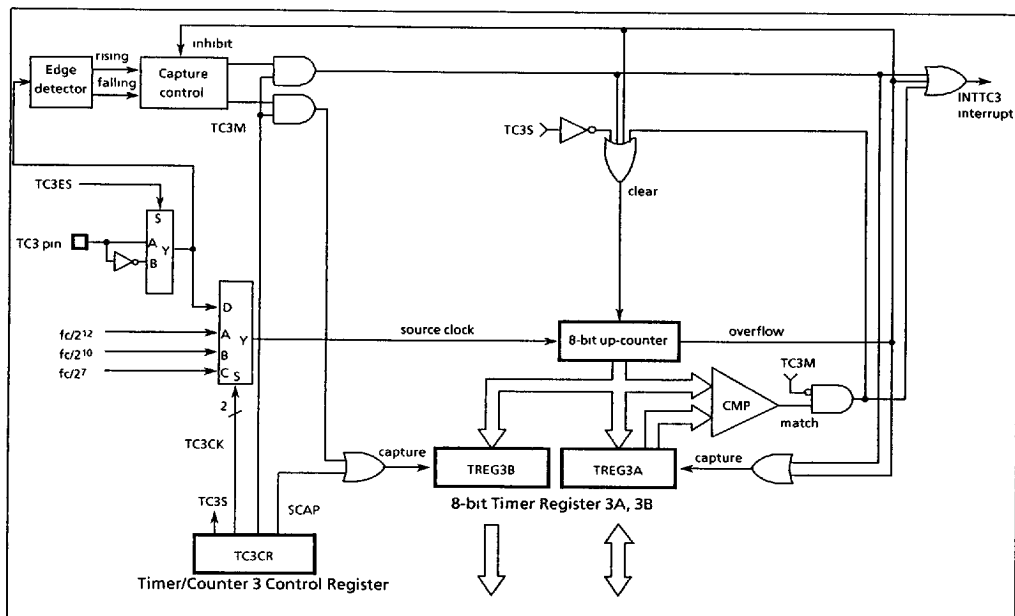 rising
inhibit
Edge
detector
falling
Capture
control
TC3M
INTTC3
interrupt
TC3S
clear
TC3ES
S
TC3 pin
A
Y
B
D
fc/2¹²
A
Y
source clock
8-bit up-counter
overflow
fc/2¹⁰
B
fc/2⁷
C
S
TC3M
2
CMP
match
TC3CK
capture
TREG3B
TREG3A
capture
TC3S
SCAP
8-bit Timer Register 3A, 3B
TC3CR
Timer/Counter 3 Control Register